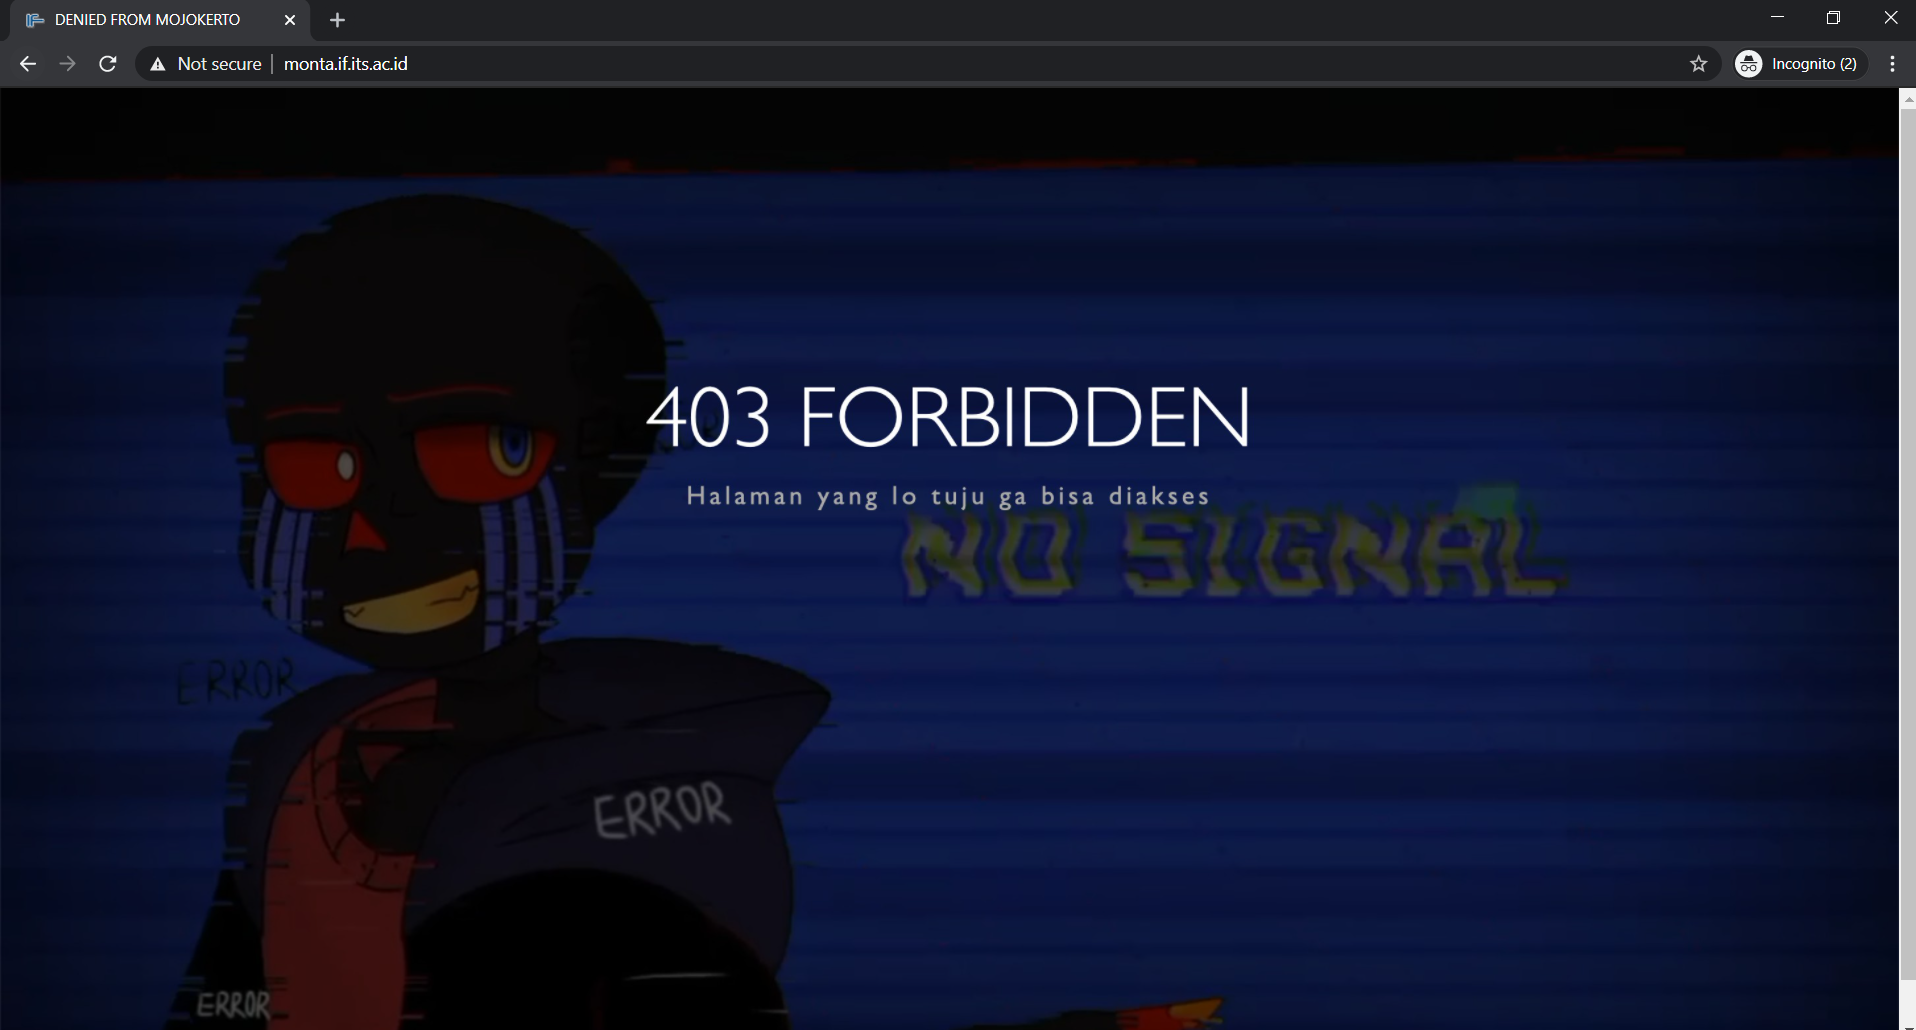 DENIED FROM MOJOKERTO
Not secure
monta.if.its.ac.id
Incognito (2)
403 FORBIDDEN
Halaman yang lo tuju ga bisa diakses
NO SIGNAL
ERROR
ERROR
ERROR